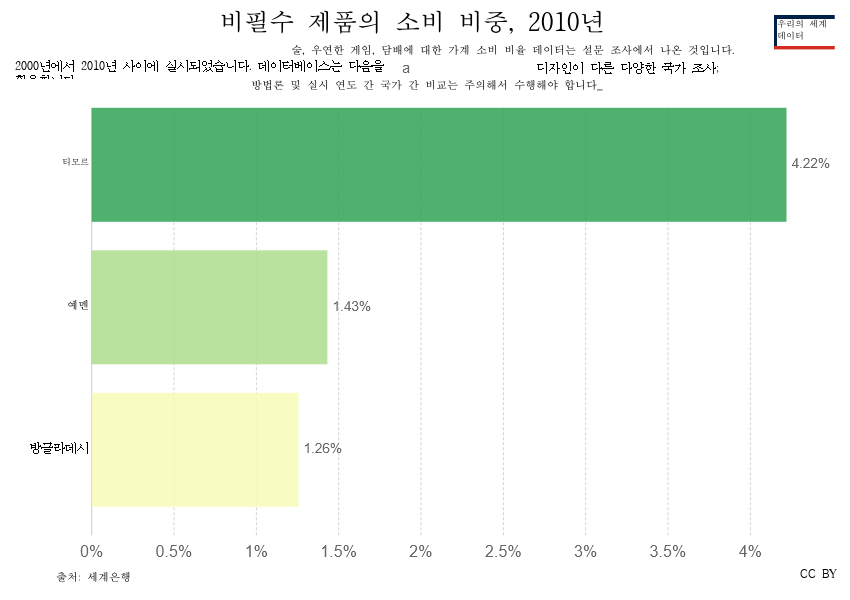 비필수 제품의 소비 비중, 2010년
우리의 세계
데이터
술, 우연한 게임, 담배에 대한 가계 소비 비율 데이터는 설문 조사에서 나온 것입니다.
2000년에서 2010년 사이에 실시되었습니다. 데이터베이스는 다음을 a 디자인이 다른 다양한 국가 조사;
방법론 및 실시 연도 간 국가 간 비교는 주의해서 수행해야 합니다_
티모르
4.22%
예멘
1.43%
방글라데시
1.26%
0% 0.5% 1% 1.5% 2% 2.5% 3% 3.5% 4%
출처: 세계은행
CC BY